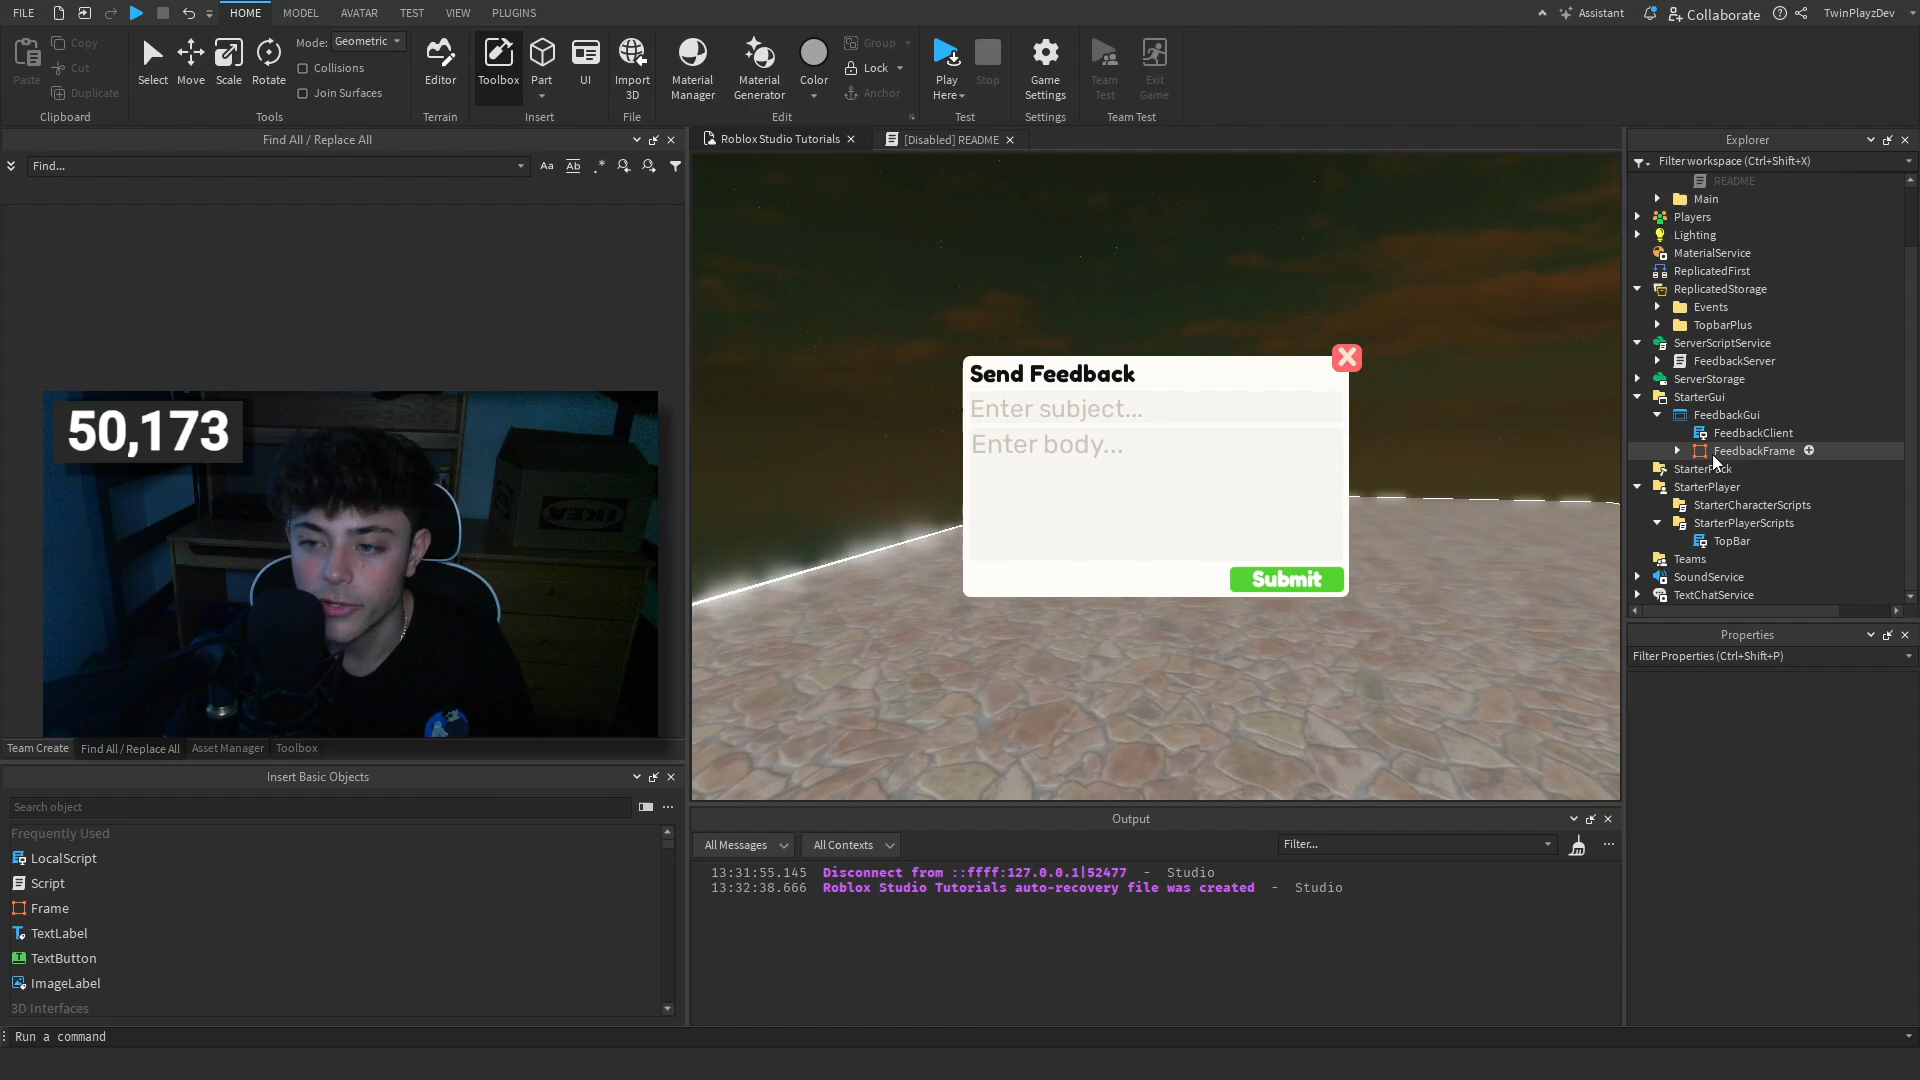 FILE HOME MODEL AVATAR TEST VIEW PLUGINS Assistant Collaborate TwinPlayzDev
Paste Copy Cut Duplicate Clipboard
Select Move Scale Rotate Mode: Geometric Collisions Join Surfaces Tools
Editor Terrain
Toolbox Part UI Insert
Import 3D File
Material Manager Material Generator Color Group Lock Anchor Edit
Play Here Stop Test
Game Settings Settings
Team Test Exit Game Team Test
Find All / Replace All
Find...
Aa Ab .*
50,173
IKEA
Team Create Find All / Replace All Asset Manager Toolbox
Insert Basic Objects
Search object
Frequently Used
LocalScript
Script
Frame
TextLabel
TextButton
ImageLabel
3D Interfaces
Run a command
Roblox Studio Tutorials [Disabled] README
Send Feedback
Enter subject...
Enter body...
Submit
Output
All Messages All Contexts Filter...
13:31:55.145 Disconnect from ::ffff:127.0.0.1|52477 - Studio
13:32:38.666 Roblox Studio Tutorials auto-recovery file was created - Studio
Explorer
Filter workspace (Ctrl+Shift+X)
README
Main
Players
Lighting
MaterialService
ReplicatedFirst
ReplicatedStorage
Events
TopbarPlus
ServerScriptService
FeedbackServer
ServerStorage
StarterGui
FeedbackGui
FeedbackClient
FeedbackFrame
StarterPack
StarterPlayer
StarterCharacterScripts
StarterPlayerScripts
TopBar
Teams
SoundService
TextChatService
Properties
Filter Properties (Ctrl+Shift+P)